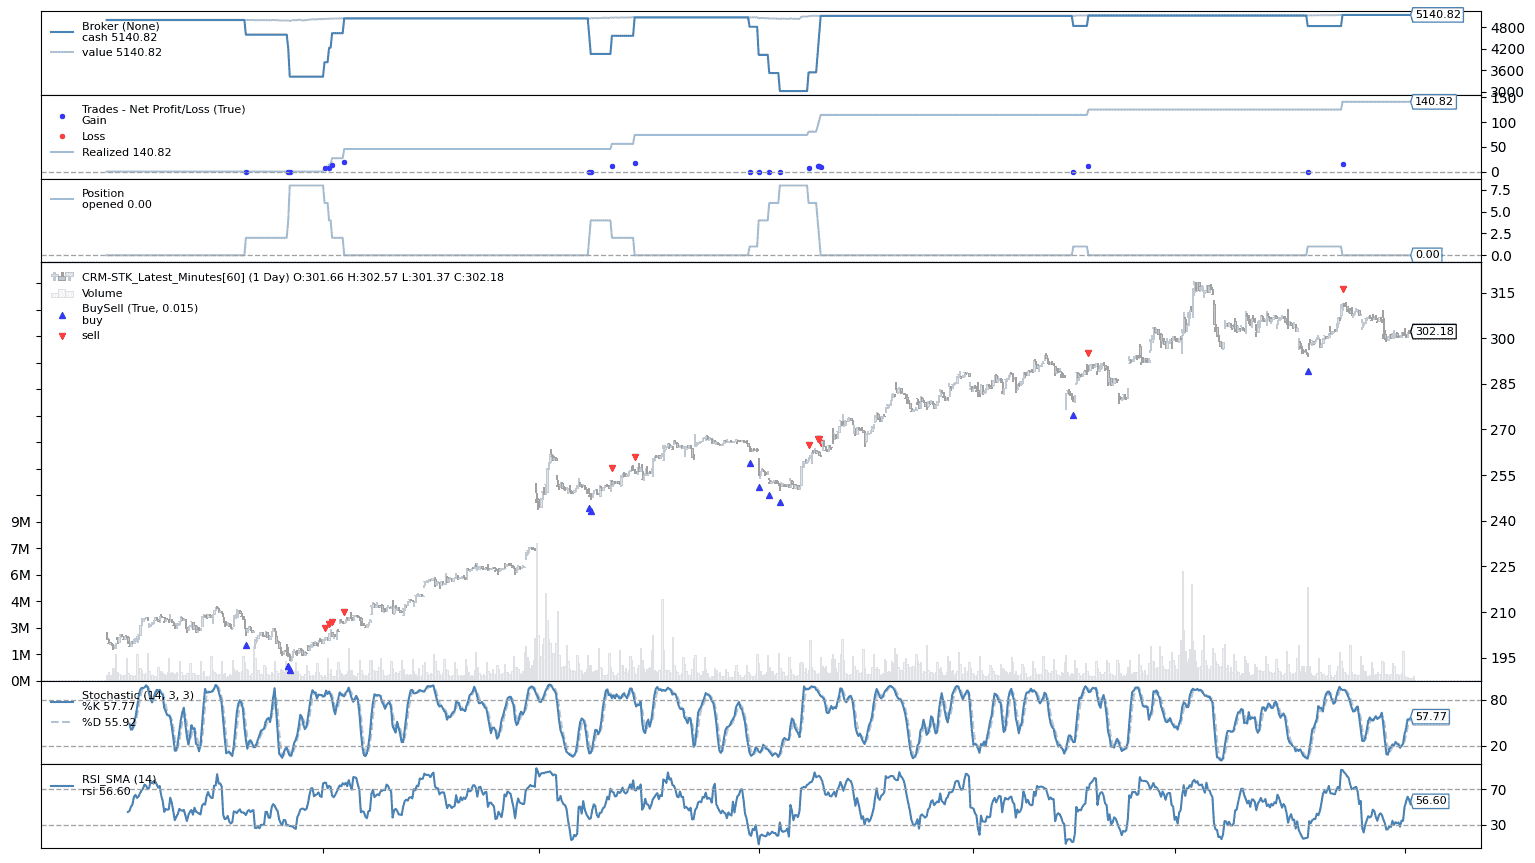 Broker (None)
cash 5140.82
value 5140.82
5140.82
4800
4200
3600
3000
Trades - Net Profit/Loss (True)
Gain
Loss
Realized 140.82
140.82
150
100
50
0
Position
opened 0.00
0.00
7.5
5.0
2.5
0.0
CRM-STK_Latest_Minutes[60] (1 Day) O:301.66 H:302.57 L:301.37 C:302.18
Volume
BuySell (True, 0.015)
buy
sell
302.18
315
300
285
270
255
240
225
210
195
9M
7M
6M
4M
3M
1M
0M
Stochastic (14, 3, 3)
%K 57.77
%D 55.92
57.77
80
20
RSI_SMA (14)
rsi 56.60
56.60
70
30